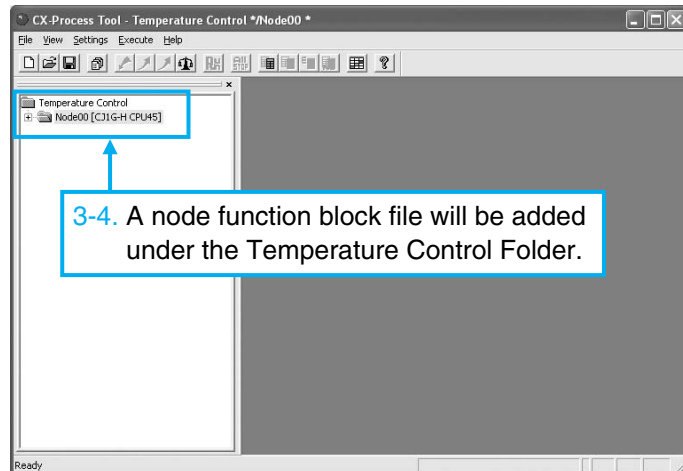 CX-Process Tool - Temperature Control */Node00 *
File View Settings Execute Help
Temperature Control
Node00 [CJ1G-H CPU45]
3-4. A node function block file will be added
under the Temperature Control Folder.
Ready